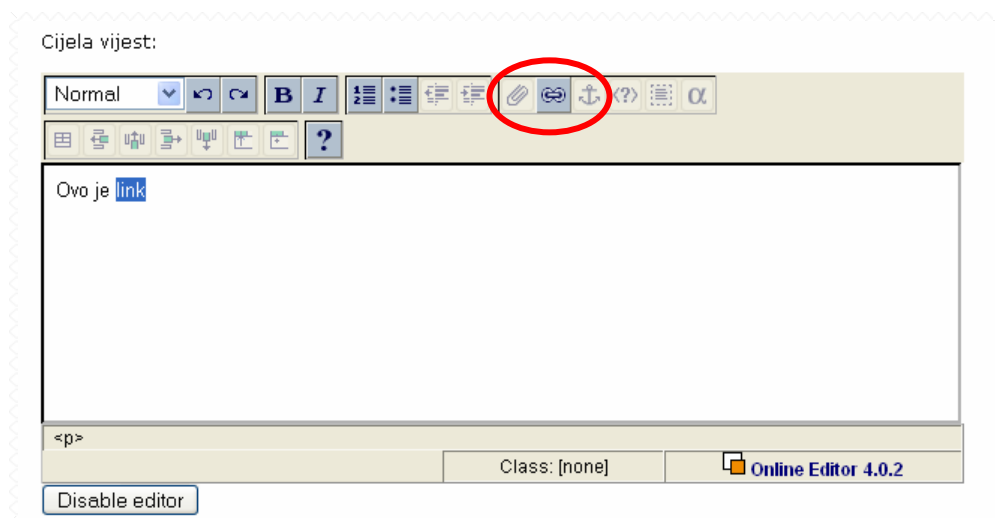 Cijela vijest:
Normal B I <?> α
?
Ovo je link
<p>
Class: [none] Online Editor 4.0.2
Disable editor